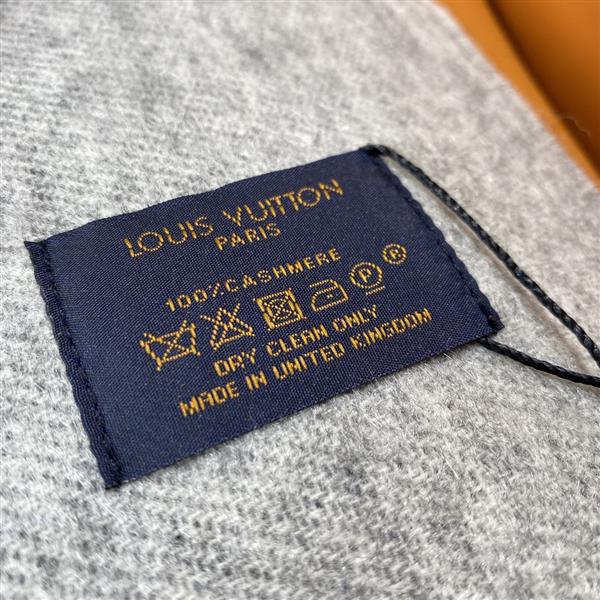 LOUIS VUITTON
PARIS
100%CASHMERE
P ®
DRY CLEAN ONLY
MADE IN UNITED KINGDOM